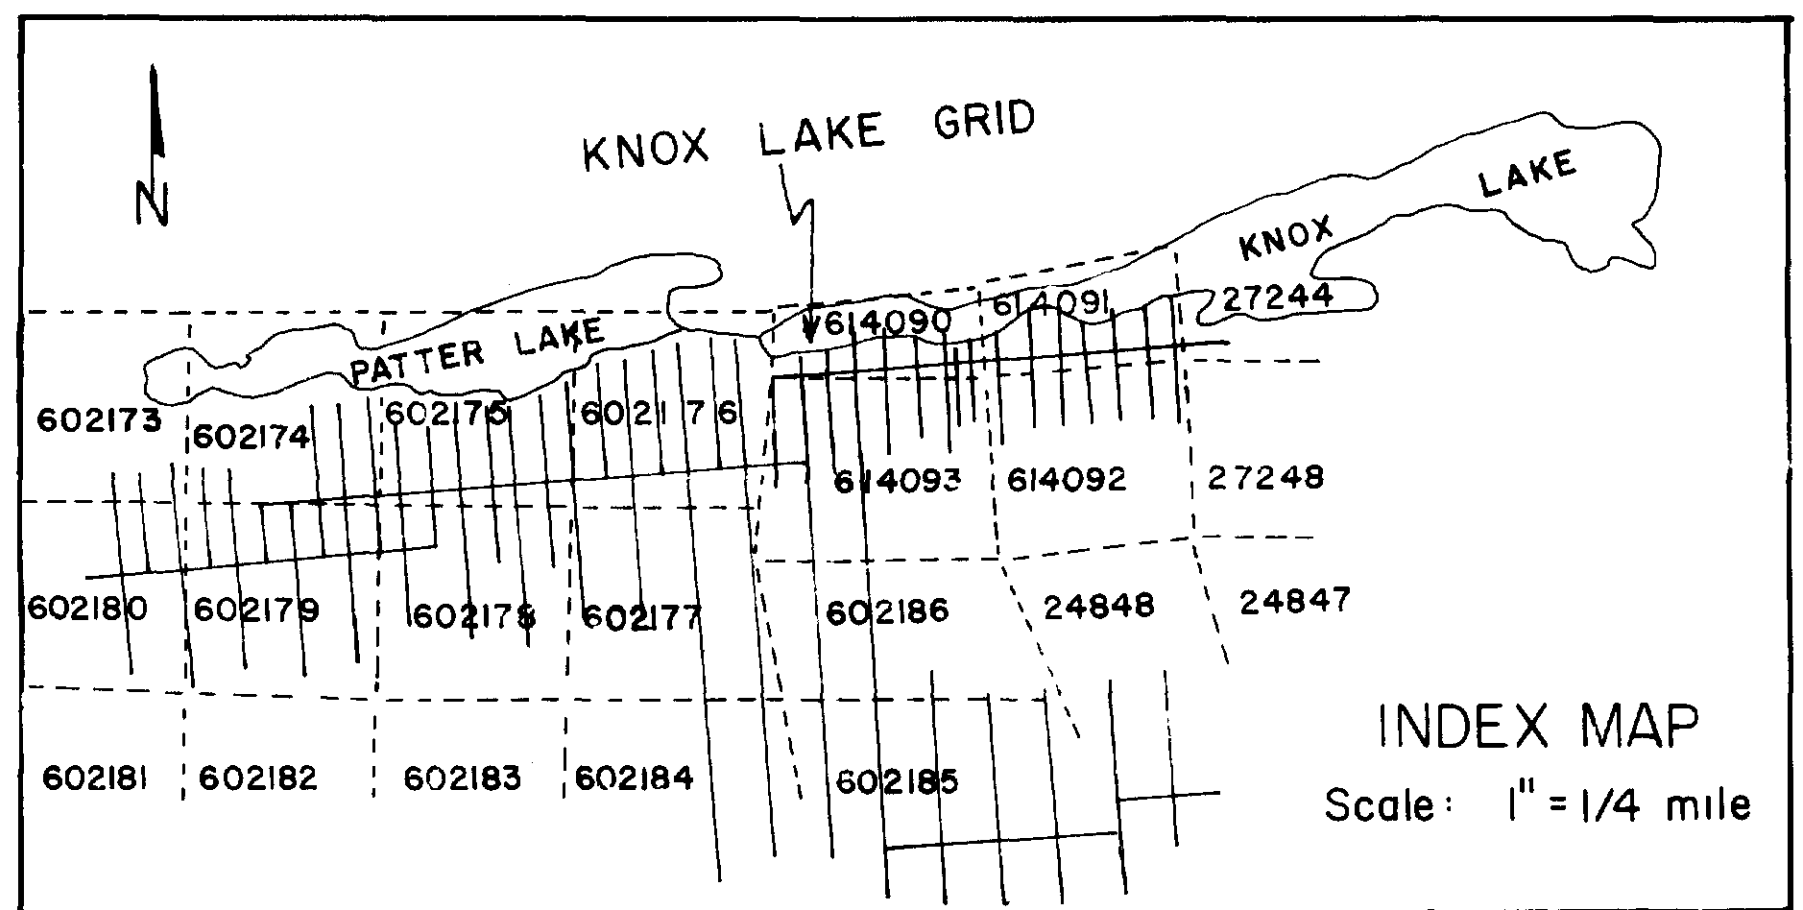 KNOX LAKE GRID
N
KNOX LAKE
PATTER LAKE
614090 614091 27244
602173 602174 602175 602176
614093 614092 27248
602180 602179 602178 602177 602186 24848 24847
INDEX MAP
602181 602182 602183 602184 602185
Scale: 1" = 1/4 mile